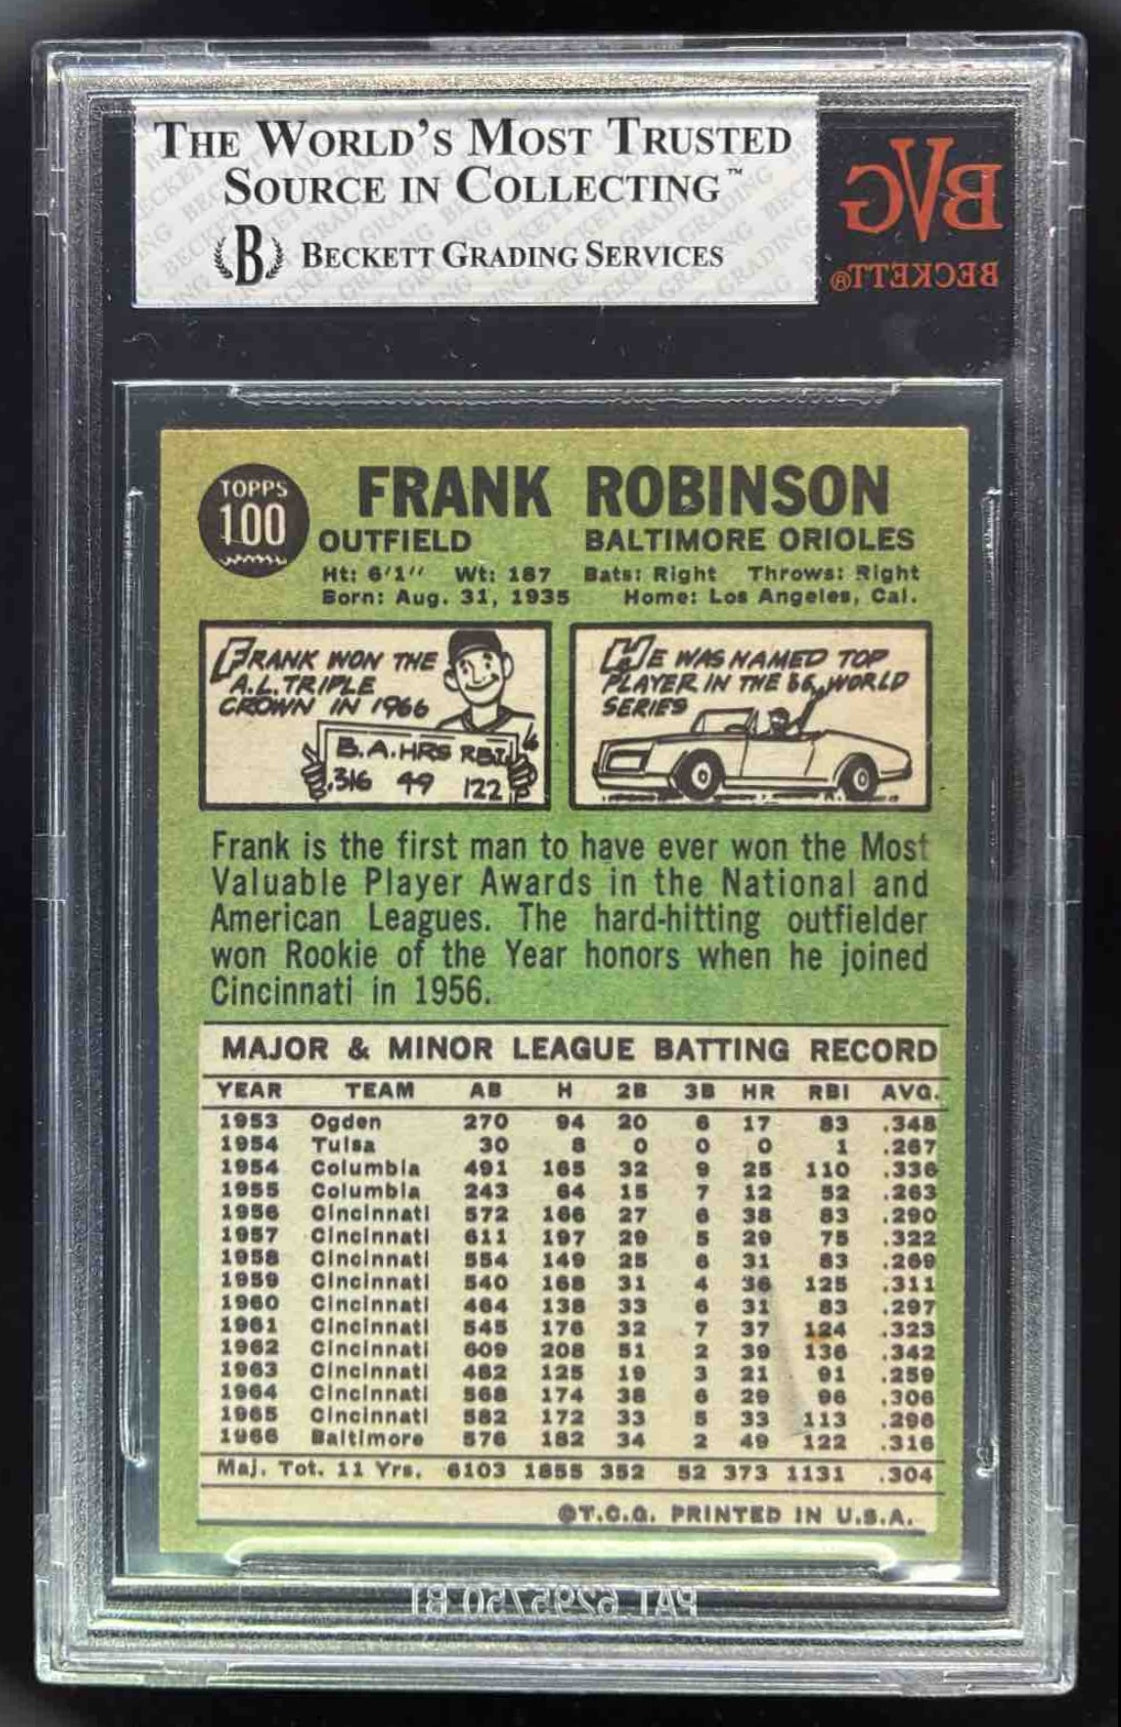 THE WORLD'S MOST TRUSTED
SOURCE IN COLLECTING™
B BECKETT GRADING SERVICES
BVG
BECKETT®
TOPPS
100
FRANK ROBINSON
OUTFIELD BALTIMORE ORIOLES
Ht: 6'1" Wt: 187 Bats: Right Throws: Right
Born: Aug. 31, 1935 Home: Los Angeles, Cal.
FRANK WON THE
A.L. TRIPLE
CROWN IN 1966
B.A. HRS RBI
.316 49 122
HE WAS NAMED TOP
PLAYER IN THE 66 WORLD
SERIES
Frank is the first man to have ever won the Most
Valuable Player Awards in the National and
American Leagues. The hard-hitting outfielder
won Rookie of the Year honors when he joined
Cincinnati in 1956.
MAJOR & MINOR LEAGUE BATTING RECORD
YEAR TEAM AB H 2B 3B HR RBI AVG.
1953 Ogden 270 94 20 6 17 83 .348
1954 Tulsa 30 8 0 0 0 1 .267
1954 Columbia 491 165 32 9 25 110 .336
1955 Columbia 243 64 15 7 12 52 .263
1956 Cincinnati 572 166 27 6 38 83 .290
1957 Cincinnati 611 197 29 5 29 75 .322
1958 Cincinnati 554 149 25 6 31 83 .269
1959 Cincinnati 540 168 31 4 36 125 .311
1960 Cincinnati 464 138 33 6 31 83 .297
1961 Cincinnati 545 176 32 7 37 124 .323
1962 Cincinnati 609 208 51 2 39 136 .342
1963 Cincinnati 482 125 19 3 21 91 .259
1964 Cincinnati 568 174 38 6 29 96 .306
1965 Cincinnati 582 172 33 5 33 113 .296
1966 Baltimore 576 182 34 2 49 122 .316
Maj. Tot. 11 Yrs. 6103 1855 352 52 373 1131 .304
©T.C.G. PRINTED IN U.S.A.
PAT. 6295750 B1